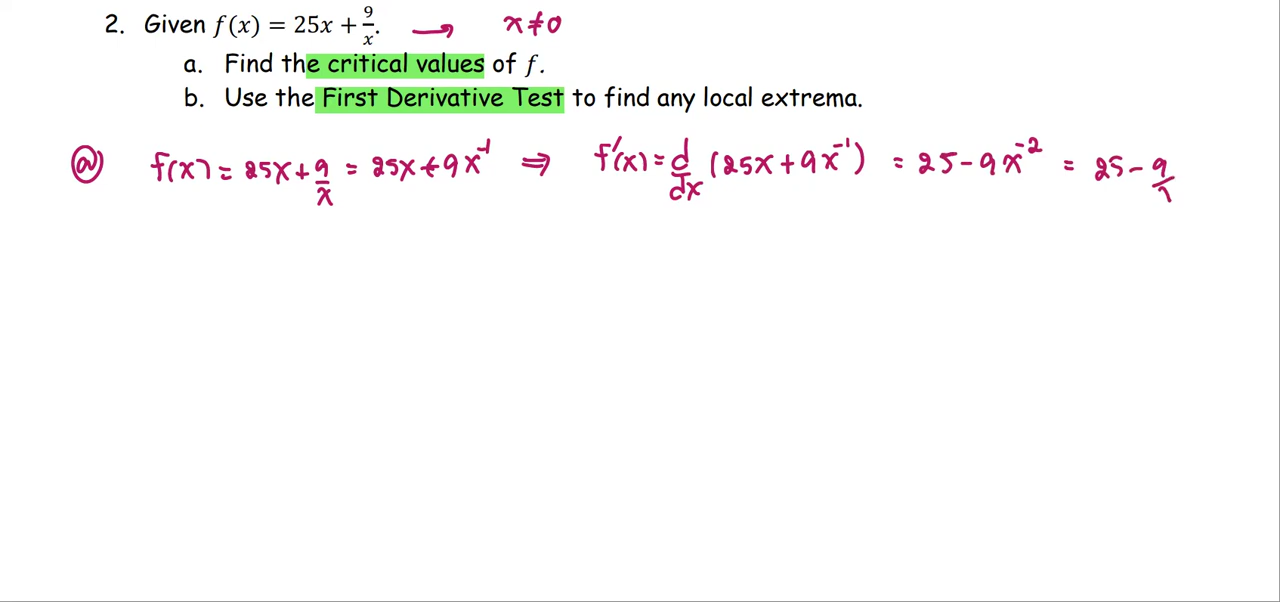 2. Given f(x) = 25x + 9/x. → x≠0
a. Find the critical values of f.
b. Use the First Derivative Test to find any local extrema.
ⓐ f(x) = 25x + 9/x = 25x + 9x⁻¹ ⇒ f'(x) = d/dx (25x + 9x⁻¹) = 25 - 9x⁻² = 25 - 9/